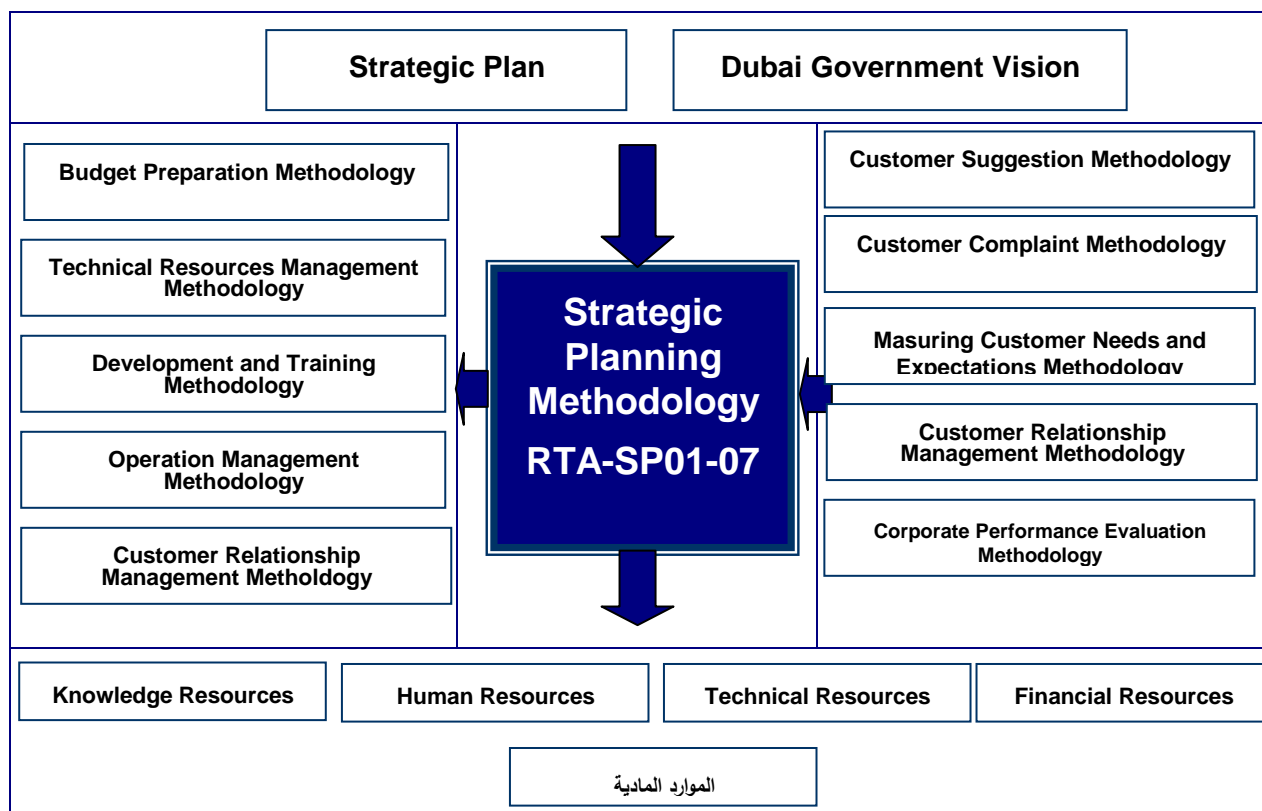 Strategic Plan
Dubai Government Vision
Budget Preparation Methodology
Technical Resources Management
Methodology
Development and Training
Methodology
Operation Management
Methodology
Customer Relationship
Management Metholdogy
Strategic
Planning
Methodology
RTA-SP01-07
Customer Suggestion Methodology
Customer Complaint Methodology
Masuring Customer Needs and
Expectations Methodology
Customer Relationship
Management Methodology
Corporate Performance Evaluation
Methodology
Knowledge Resources
Human Resources
Technical Resources
Financial Resources
الموارد المادية